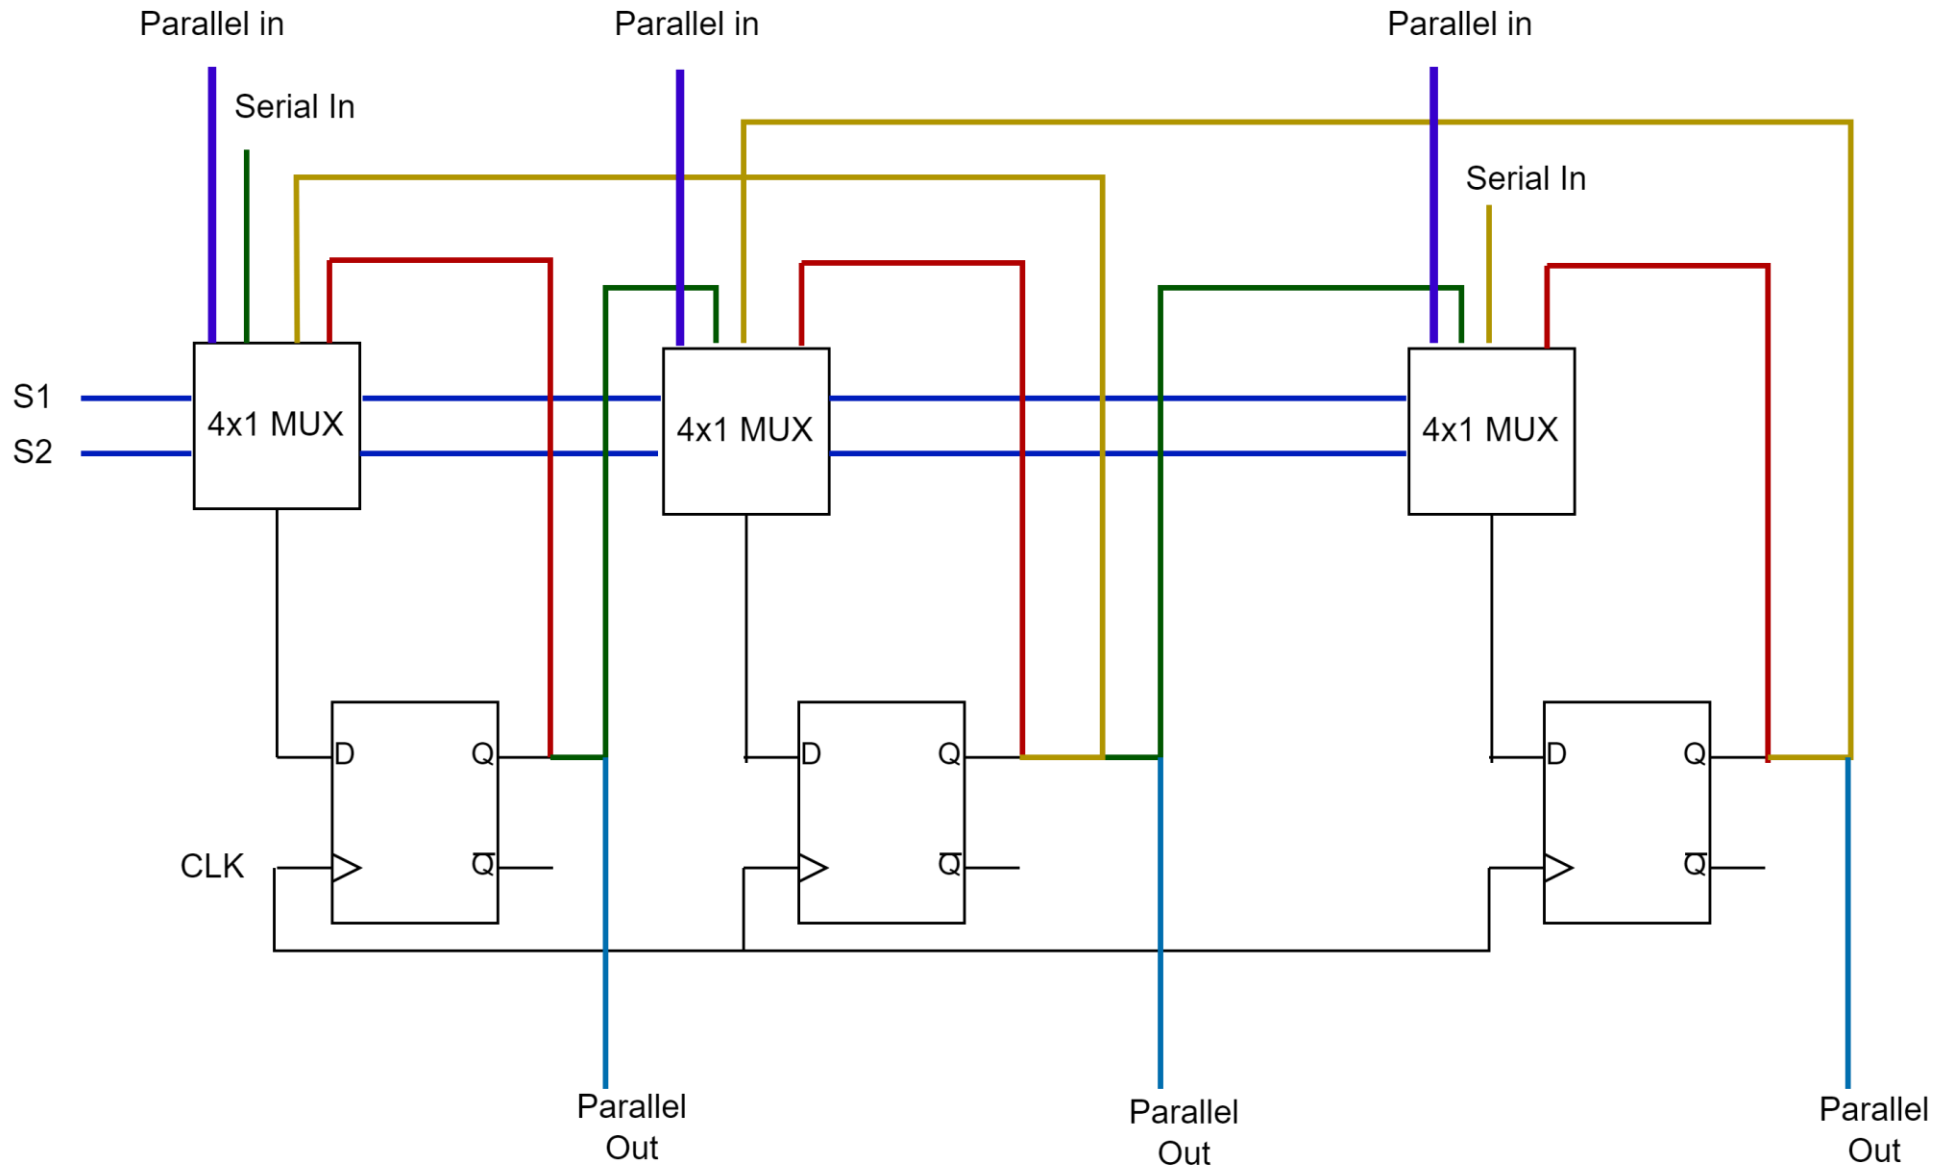 Parallel in
Parallel in
Parallel in
Serial In
Serial In
S1
4x1 MUX
4x1 MUX
4x1 MUX
S2
D
Q
D
Q
D
Q
CLK
Q̅
Q̅
Q̅
Parallel
Out
Parallel
Out
Parallel
Out